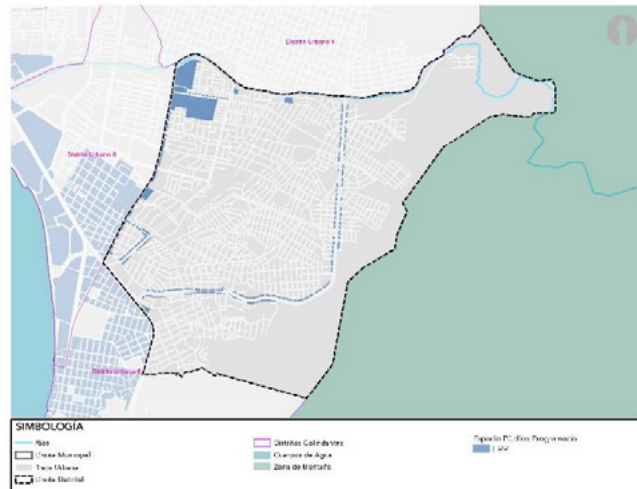 Distrito Urbano 4
Distrito Urbano 8
Distrito Urbano
SIMBOLOGÍA
Ríos
Límite Municipal
Traza Urbana
Límite Distrital
Distritos Colindantes
Cuerpos de Agua
Zona de Montaña
Espacio Público Programado